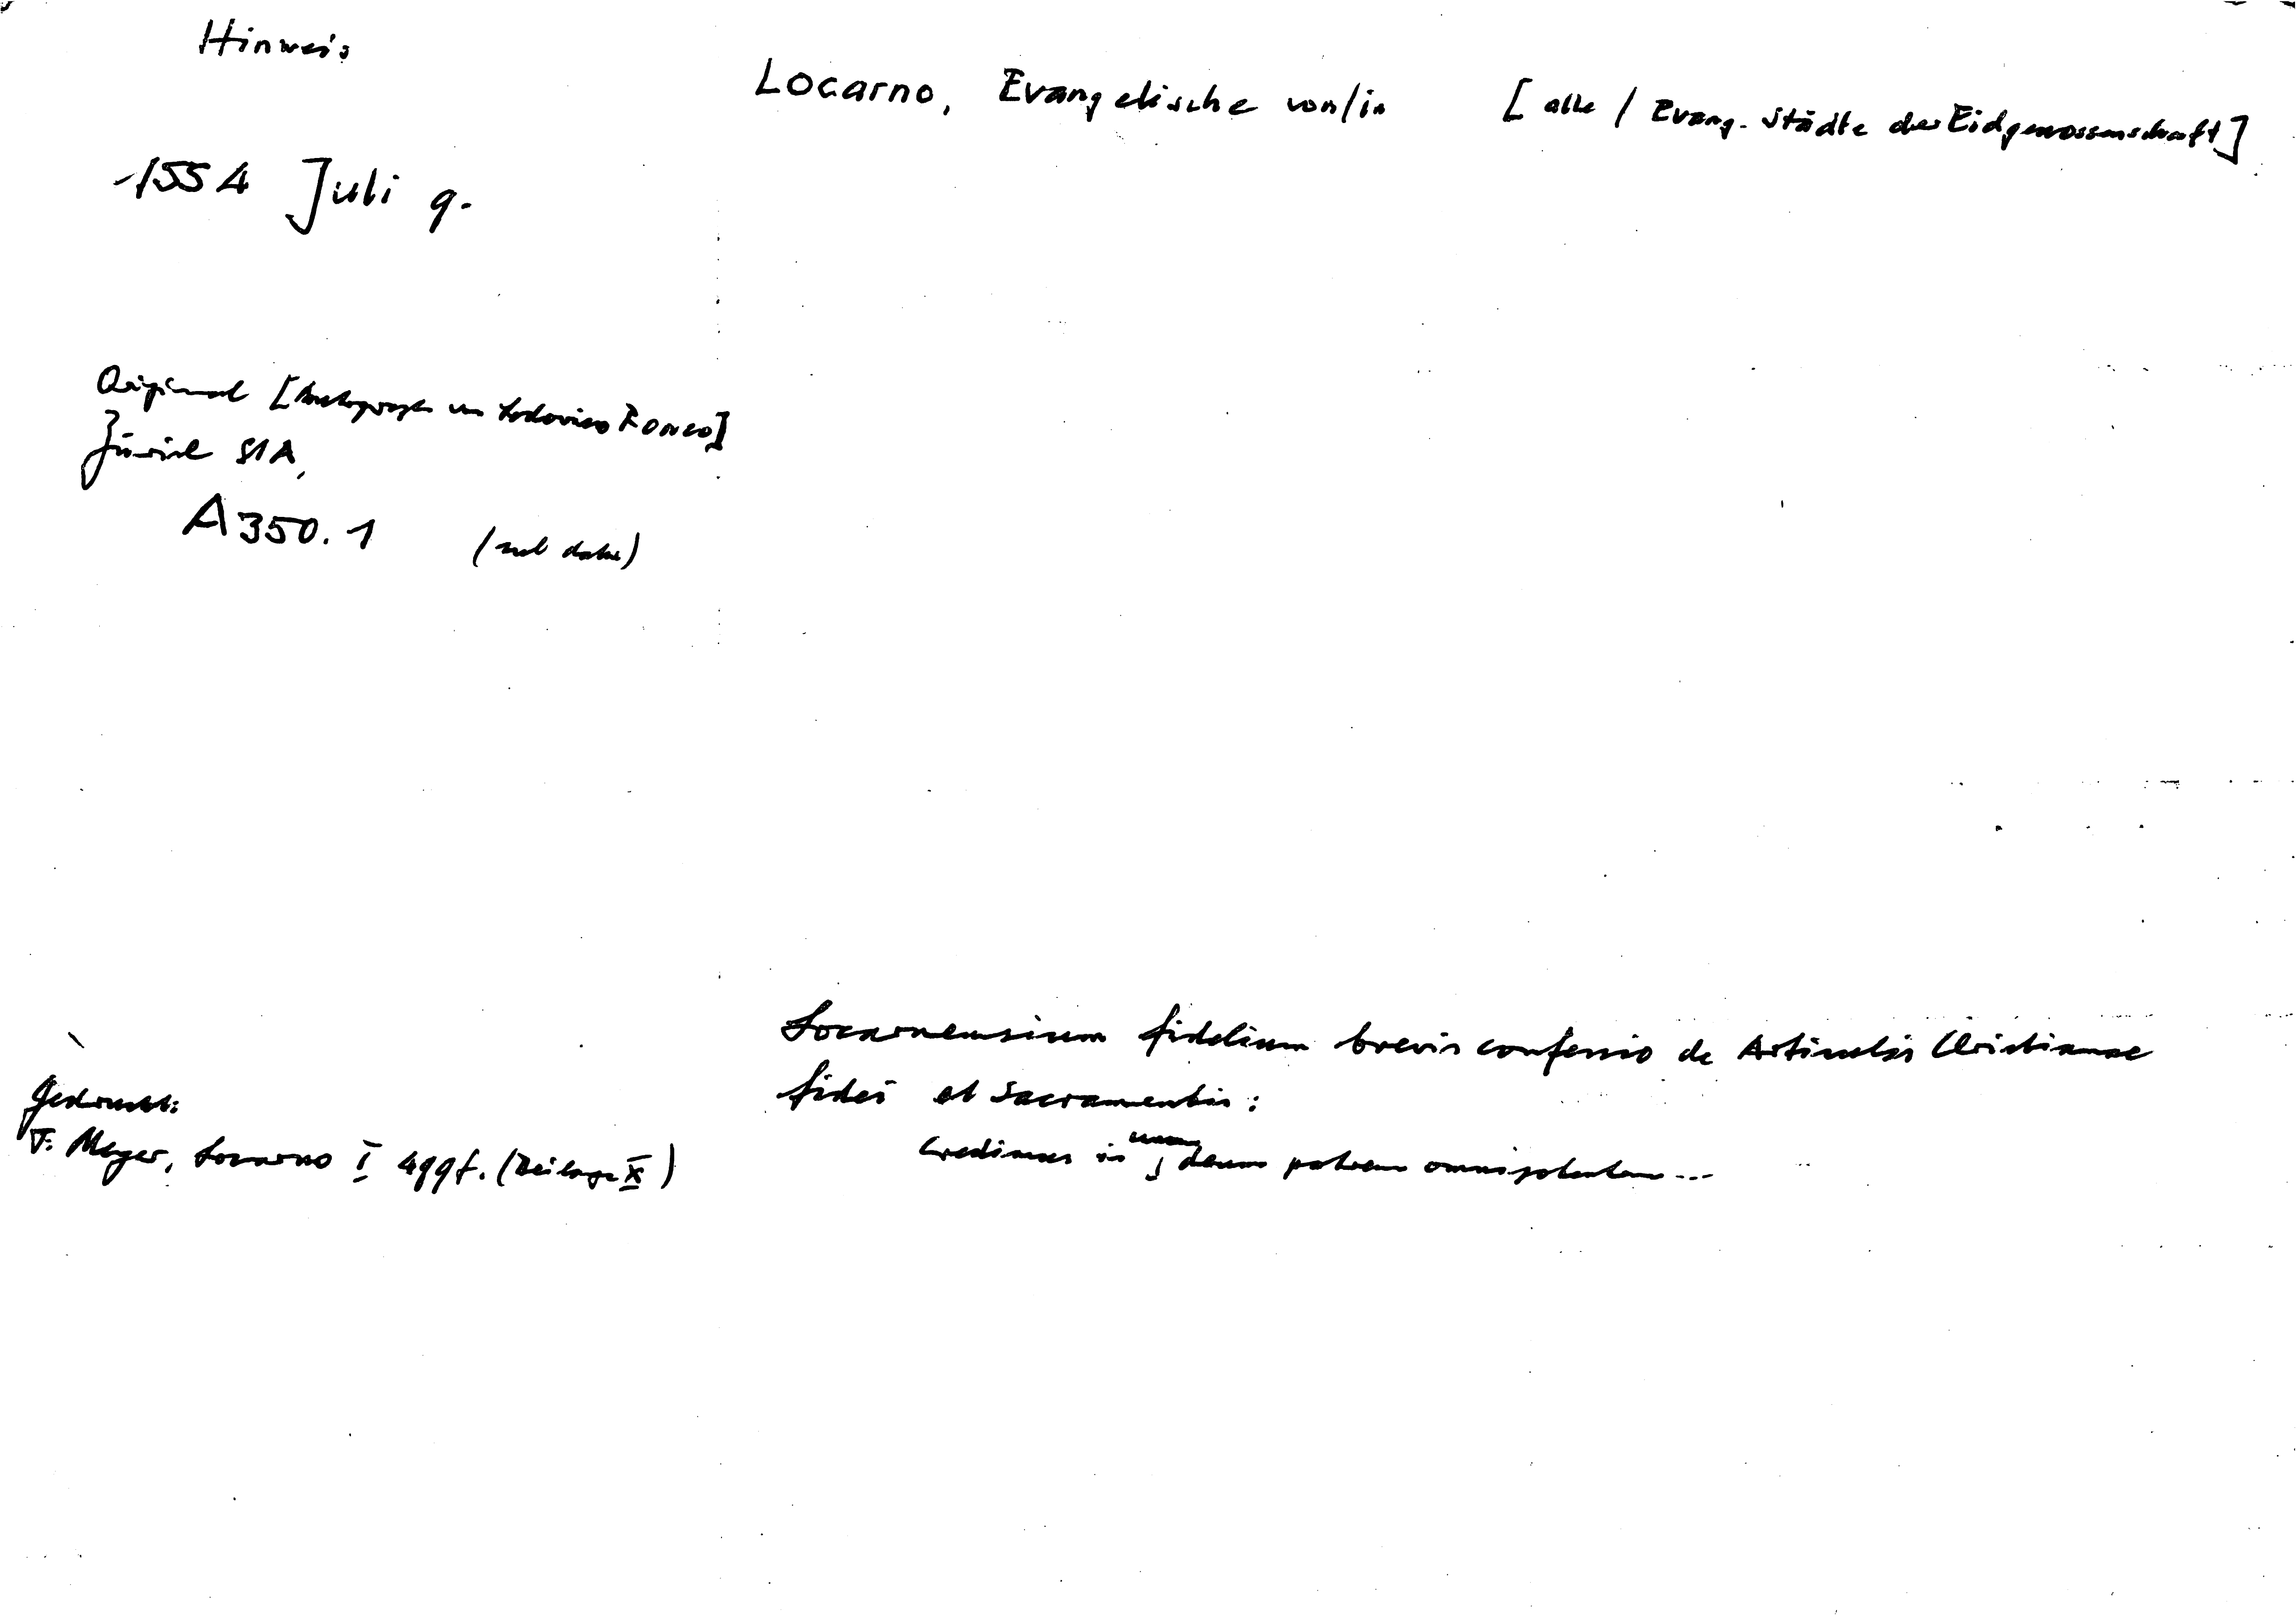 Hinweis
Locarno, Evangelische von/in [alle / Evang. Städte der Eidgenossenschaft]
1554 Juli 9.
Original [Autograph von Lodovico Ronco]
Zürich StA,
A 350.1 (sub dato)
Locarnensium fidelium brevis confessio de Articulis Christianae
fidei et sacramentis:
Credimus in unum deum patrem omnipotentem ...
Gedruckt:
F. Meyer, Locarno I 499f. (Beilage X)